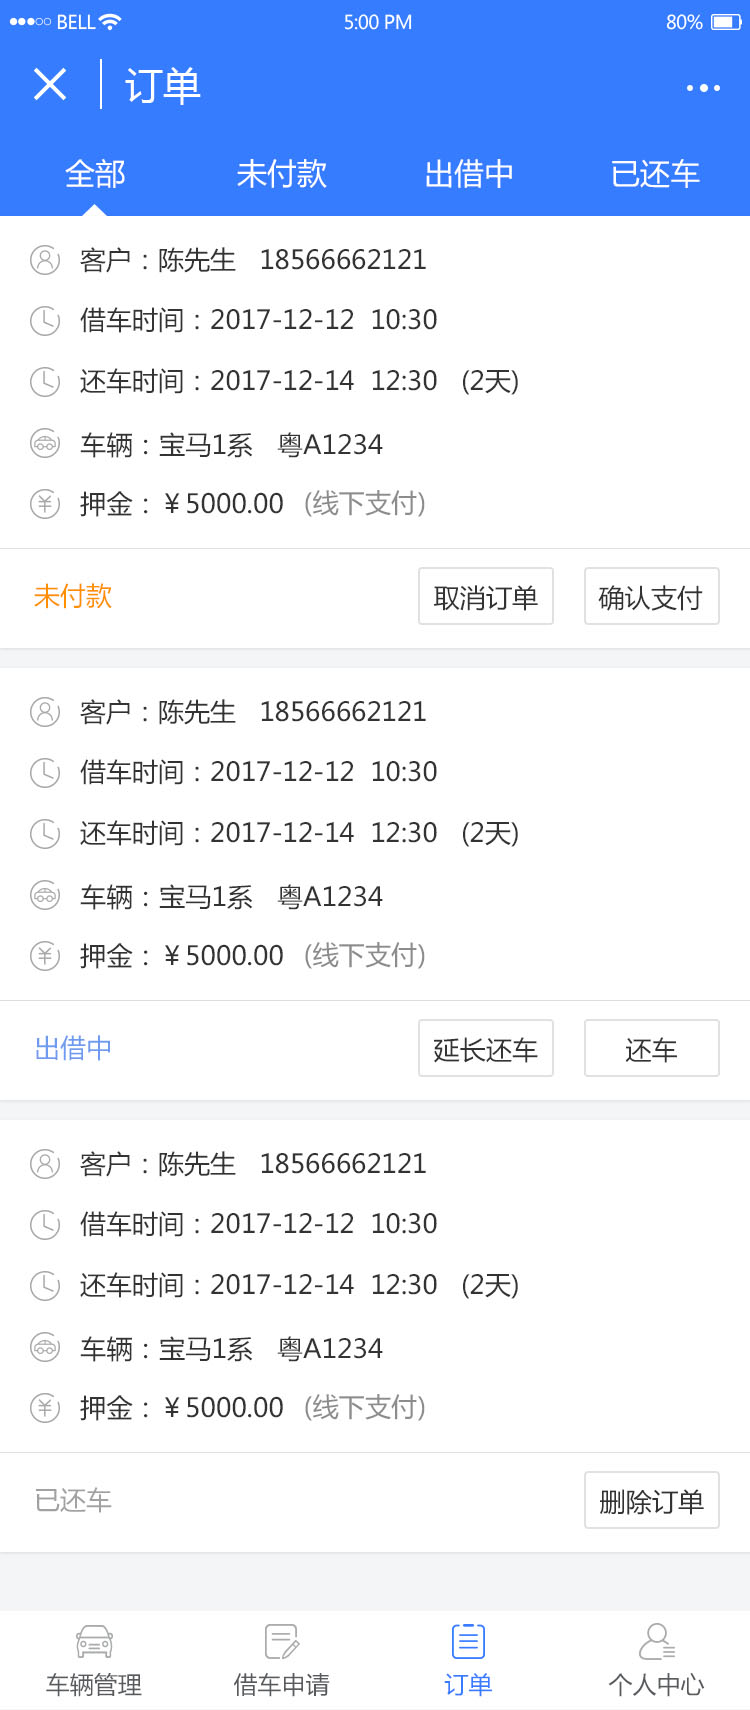 BELL 5:00 PM 80%
订单
全部 未付款 出借中 已还车
客户：陈先生 18566662121
借车时间：2017-12-12 10:30
还车时间：2017-12-14 12:30 (2天)
车辆：宝马1系 粤A1234
押金：￥5000.00 (线下支付)
未付款 取消订单 确认支付
客户：陈先生 18566662121
借车时间：2017-12-12 10:30
还车时间：2017-12-14 12:30 (2天)
车辆：宝马1系 粤A1234
押金：￥5000.00 (线下支付)
出借中 延长还车 还车
客户：陈先生 18566662121
借车时间：2017-12-12 10:30
还车时间：2017-12-14 12:30 (2天)
车辆：宝马1系 粤A1234
押金：￥5000.00 (线下支付)
已还车 删除订单
车辆管理 借车申请 订单 个人中心